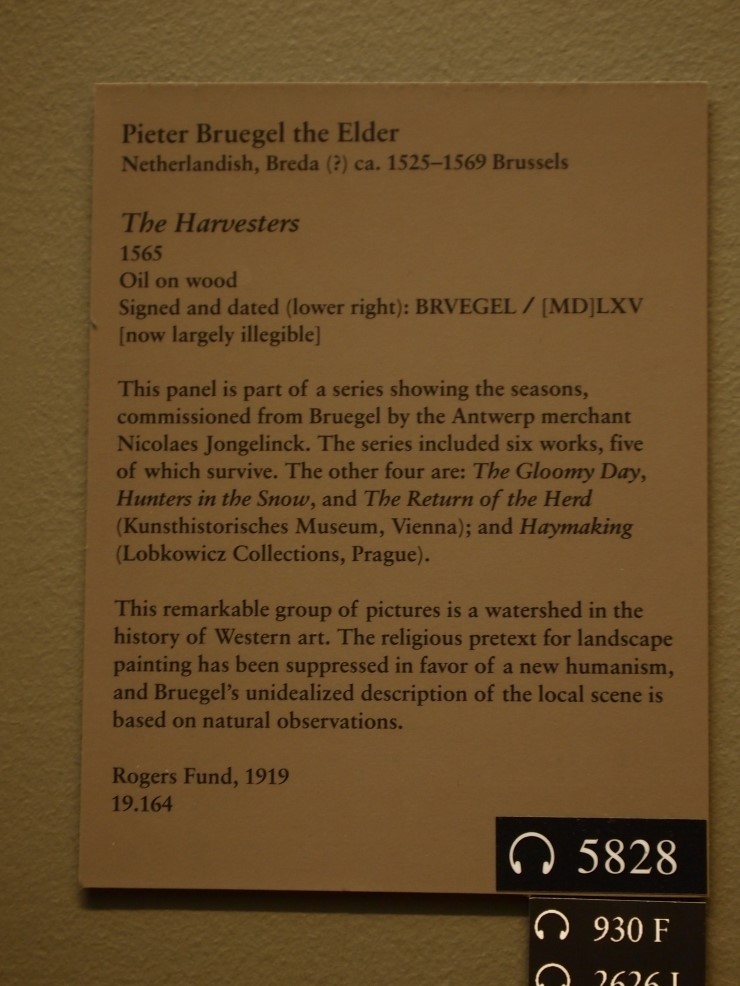 Pieter Bruegel the Elder
Netherlandish, Breda (?) ca. 1525–1569 Brussels
The Harvesters
1565
Oil on wood
Signed and dated (lower right): BRVEGEL / [MD]LXV
[now largely illegible]
This panel is part of a series showing the seasons,
commissioned from Bruegel by the Antwerp merchant
Nicolaes Jongelinck. The series included six works, five
of which survive. The other four are: The Gloomy Day,
Hunters in the Snow, and The Return of the Herd
(Kunsthistorisches Museum, Vienna); and Haymaking
(Lobkowicz Collections, Prague).
This remarkable group of pictures is a watershed in the
history of Western art. The religious pretext for landscape
painting has been suppressed in favor of a new humanism,
and Bruegel's unidealized description of the local scene is
based on natural observations.
Rogers Fund, 1919
19.164
5828
930 F
2626